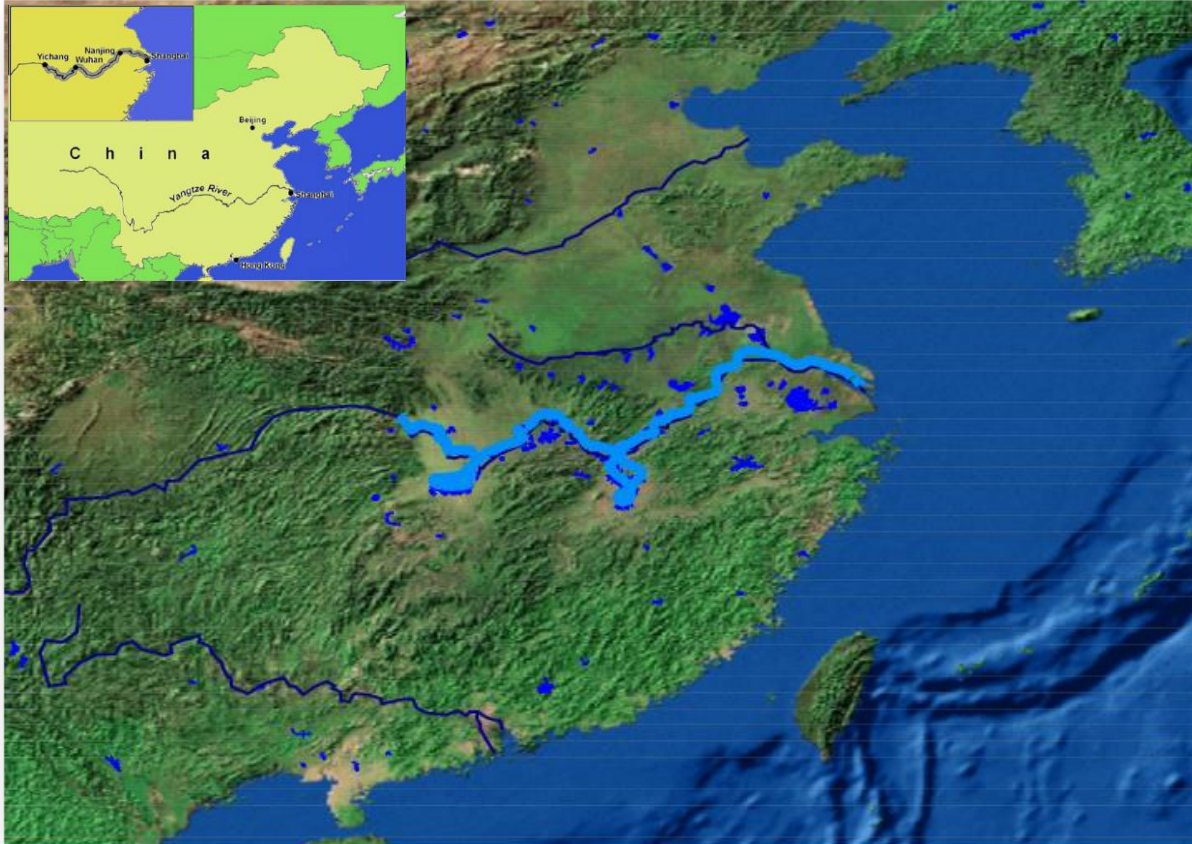 Nanjing
Yichang
Wuhan
Shanghai
Beijing
C h i n a
Yangtze River
Shanghai
Hong Kong